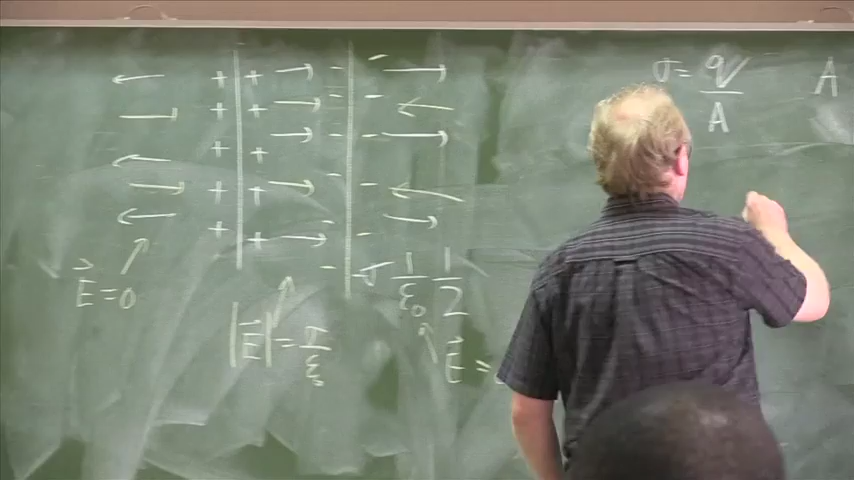 σ = q/A A
+ + -  -
+ + -  -
+ + -  -
+ + -  -
+ + -  -
E⃗ = 0
|E| = σ/ε₀
σ 1/ε₀ 1/2
E =